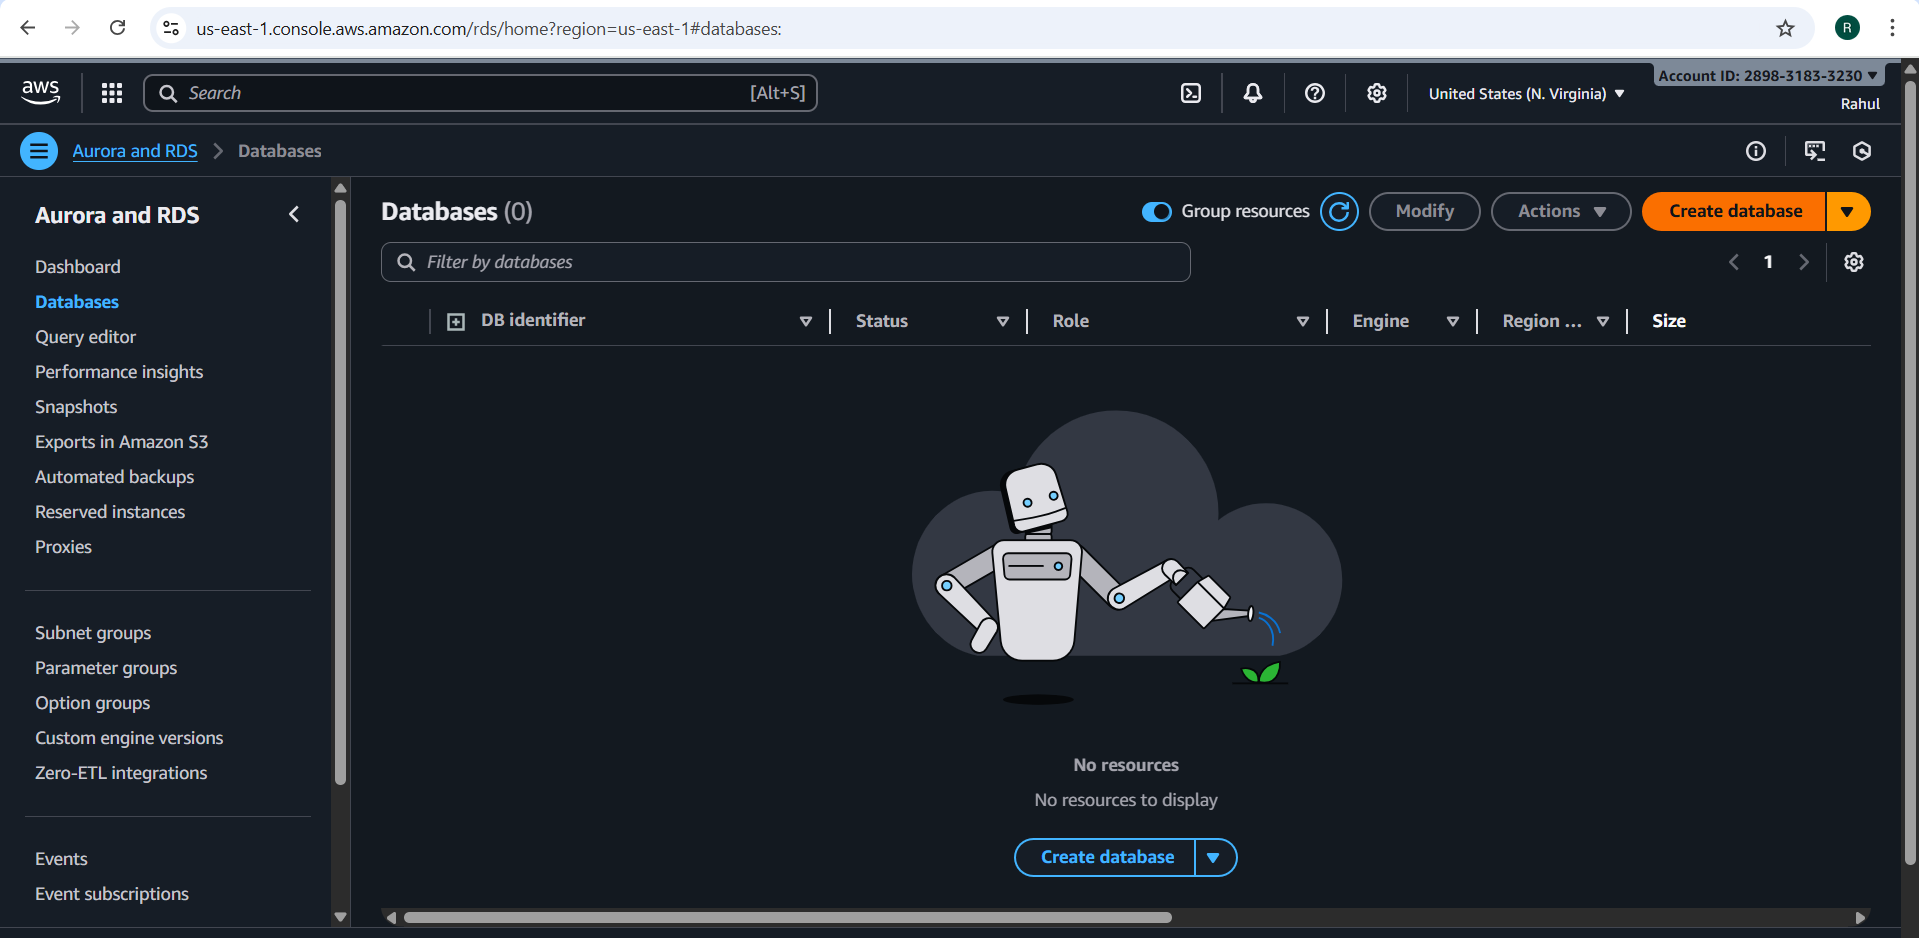 us-east-1.console.aws.amazon.com/rds/home?region=us-east-1#databases:
R
aws
Search
[Alt+S]
United States (N. Virginia)
Account ID: 2898-3183-3230
Rahul
Aurora and RDS
Databases
Aurora and RDS
Dashboard
Databases
Query editor
Performance insights
Snapshots
Exports in Amazon S3
Automated backups
Reserved instances
Proxies
Subnet groups
Parameter groups
Option groups
Custom engine versions
Zero-ETL integrations
Events
Event subscriptions
Databases (0)
Group resources
Modify
Actions
Create database
Filter by databases
1
DB identifier
Status
Role
Engine
Region ...
Size
No resources
No resources to display
Create database